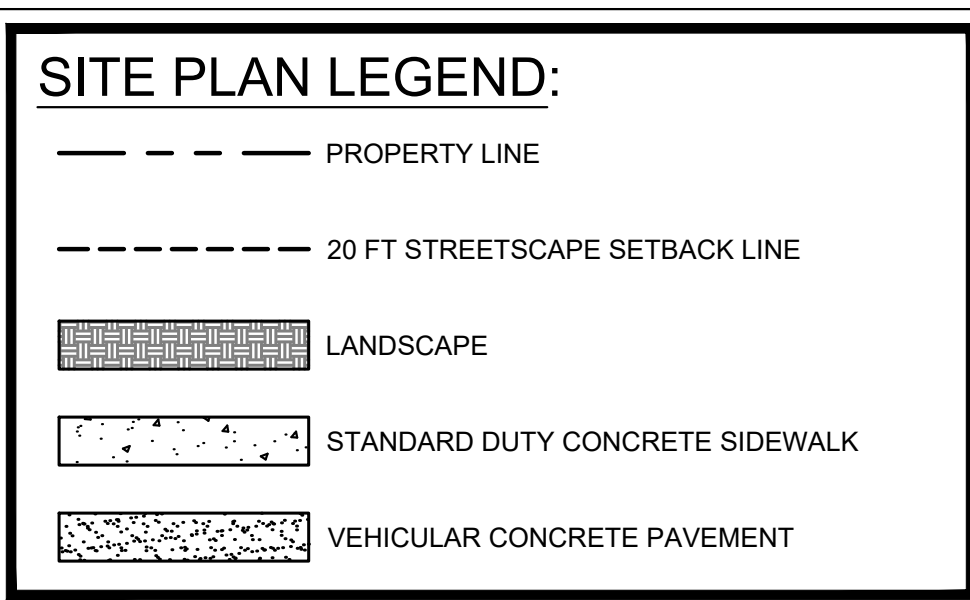 SITE PLAN LEGEND:
PROPERTY LINE
20 FT STREETSCAPE SETBACK LINE
LANDSCAPE
STANDARD DUTY CONCRETE SIDEWALK
VEHICULAR CONCRETE PAVEMENT